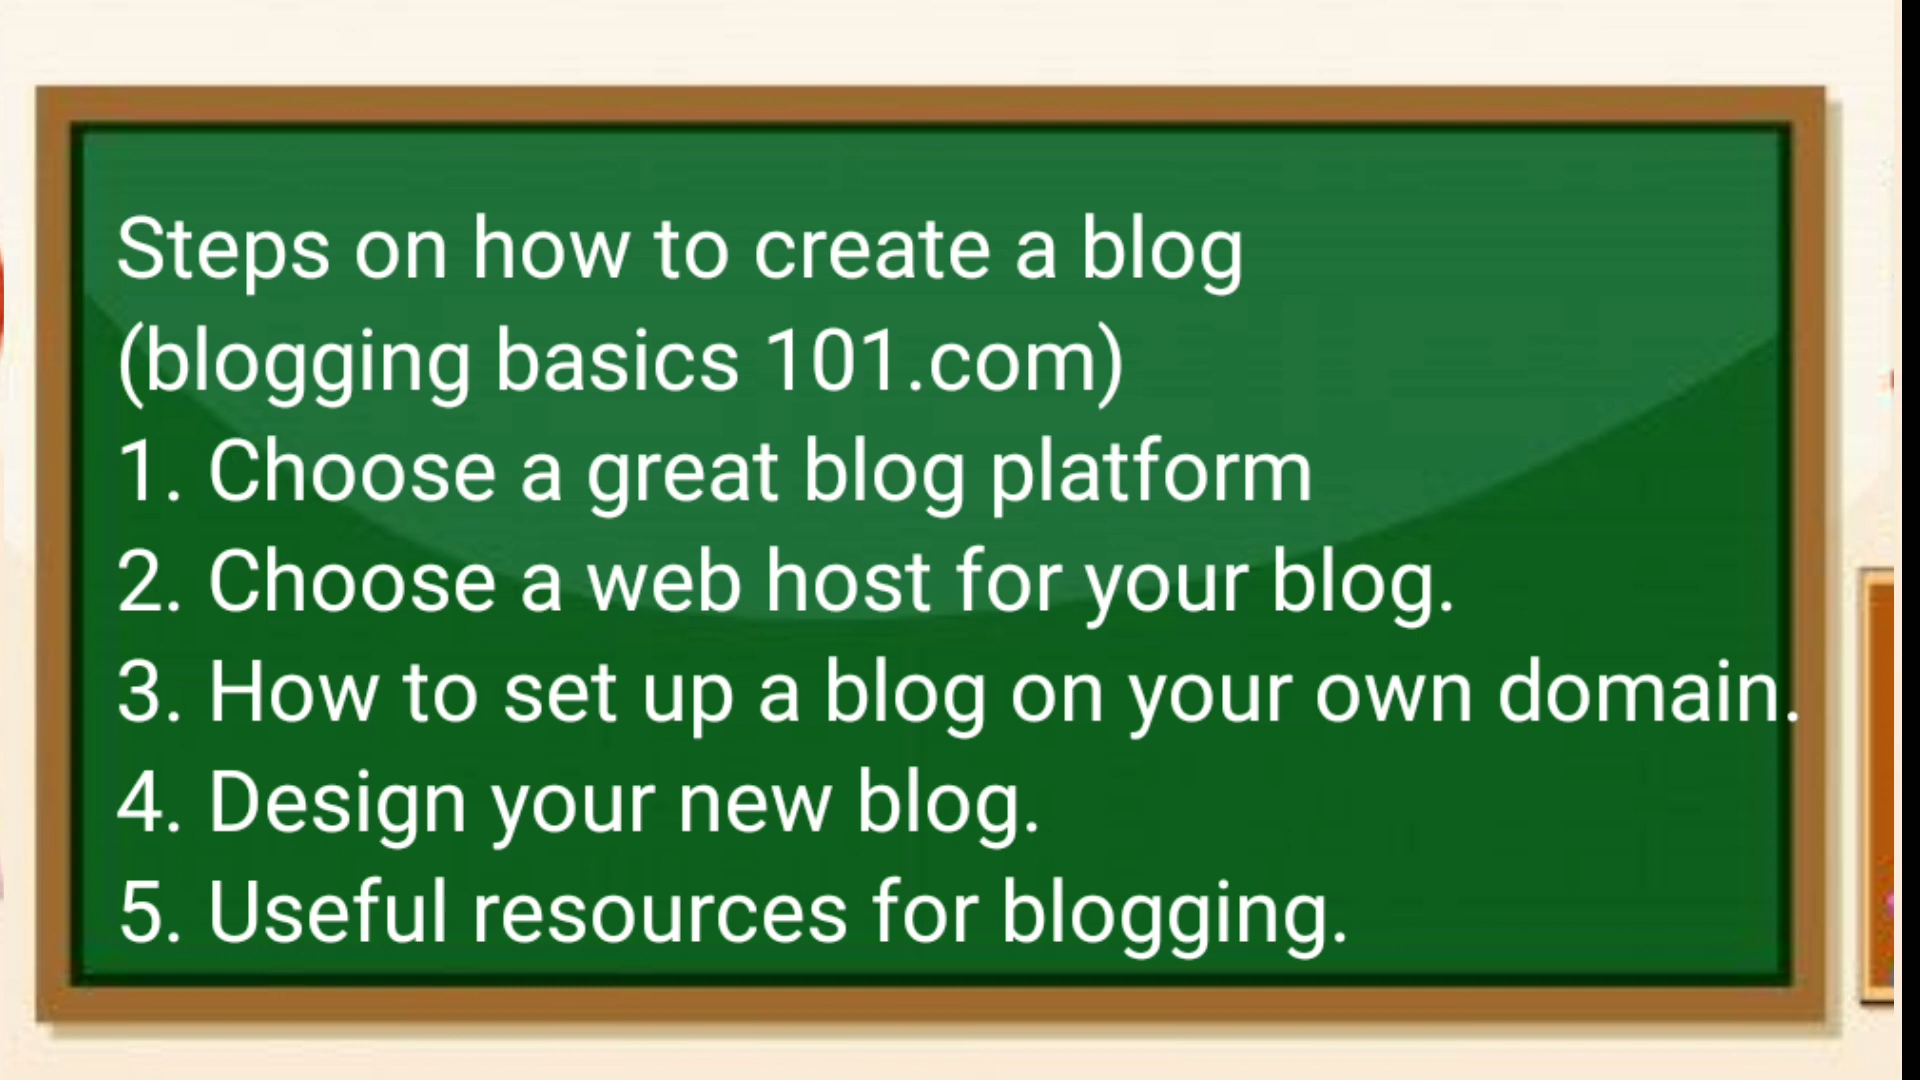 Steps on how to create a blog
(blogging basics 101.com)
1. Choose a great blog platform
2. Choose a web host for your blog.
3. How to set up a blog on your own domain.
4. Design your new blog.
5. Useful resources for blogging.